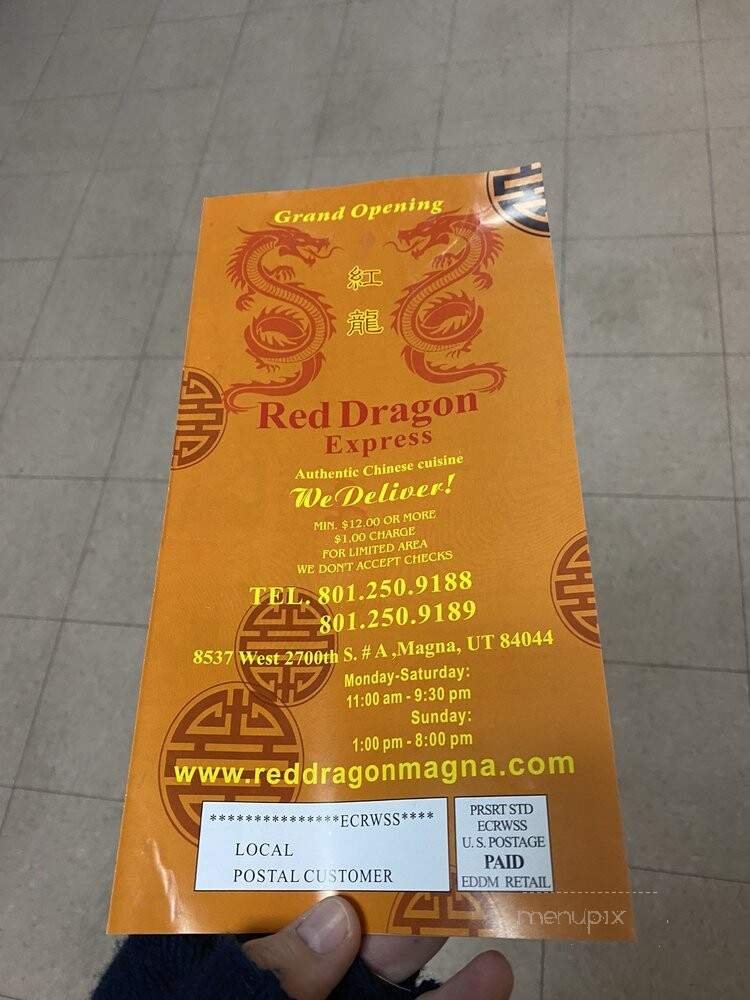 Grand Opening
紅
龍
Red Dragon
Express
Authentic Chinese cuisine
We Deliver!
MIN. $12.00 OR MORE
$1.00 CHARGE
FOR LIMITED AREA
WE DON'T ACCEPT CHECKS
TEL. 801.250.9188
801.250.9189
8537 West 2700th S. # A ,Magna, UT 84044
Monday-Saturday:
11:00 am - 9:30 pm
Sunday:
1:00 pm - 8:00 pm
www.reddragonmagna.com
***************ECRWSS****
LOCAL
POSTAL CUSTOMER
PRSRT STD
ECRWSS
U.S. POSTAGE
PAID
EDDM RETAIL
menupix